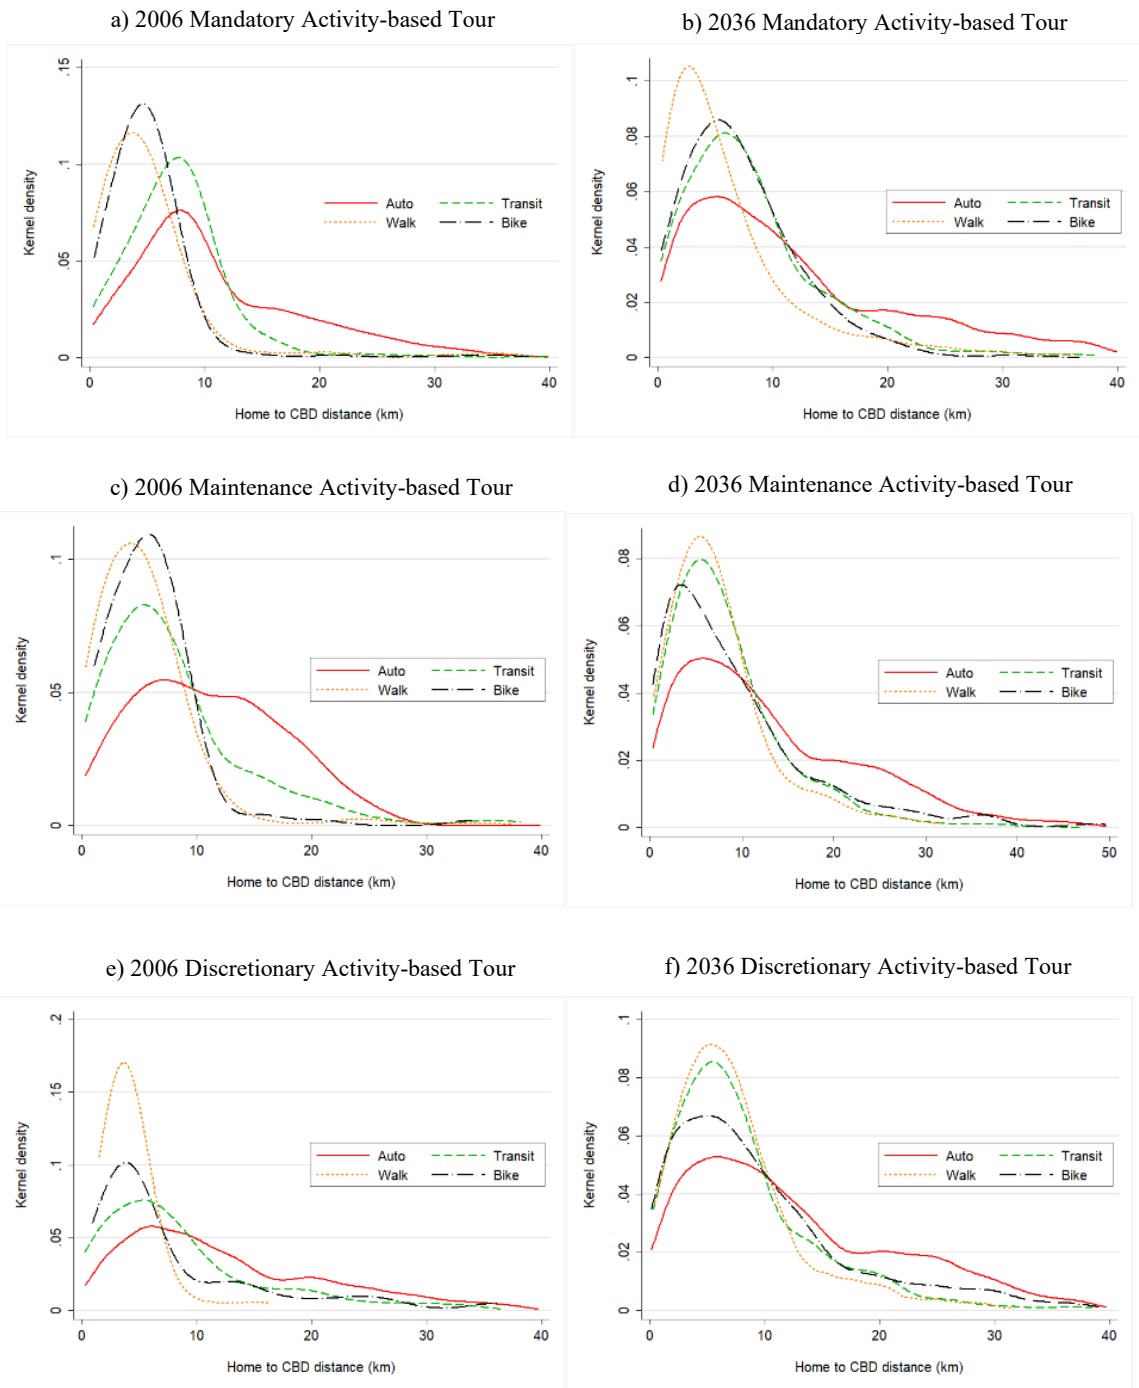 a) 2006 Mandatory Activity-based Tour
.15
.1
.05
0
Kernel density
Auto
Transit
Walk
Bike
0 10 20 30 40
Home to CBD distance (km)
b) 2036 Mandatory Activity-based Tour
.1
.08
.06
.04
.02
0
Kernel density
Auto
Transit
Walk
Bike
0 10 20 30 40
Home to CBD distance (km)
c) 2006 Maintenance Activity-based Tour
.1
.05
0
Kernel density
Auto
Transit
Walk
Bike
0 10 20 30 40
Home to CBD distance (km)
d) 2036 Maintenance Activity-based Tour
.08
.06
.04
.02
0
Kernel density
Auto
Transit
Walk
Bike
0 10 20 30 40 50
Home to CBD distance (km)
e) 2006 Discretionary Activity-based Tour
.2
.15
.1
.05
0
Kernel density
Auto
Transit
Walk
Bike
0 10 20 30 40
Home to CBD distance (km)
f) 2036 Discretionary Activity-based Tour
.1
.08
.06
.04
.02
0
Kernel density
Auto
Transit
Walk
Bike
0 10 20 30 40
Home to CBD distance (km)